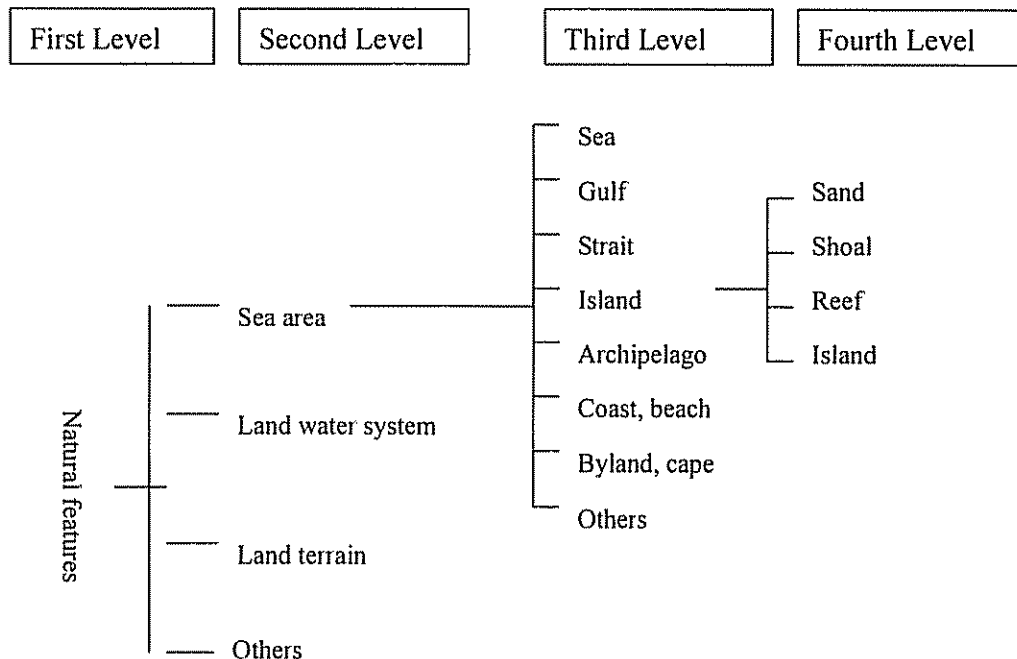 First Level
Second Level
Third Level
Fourth Level
Natural features
Sea area
Land water system
Land terrain
Others
Sea
Gulf
Strait
Island
Archipelago
Coast, beach
Byland, cape
Others
Sand
Shoal
Reef
Island